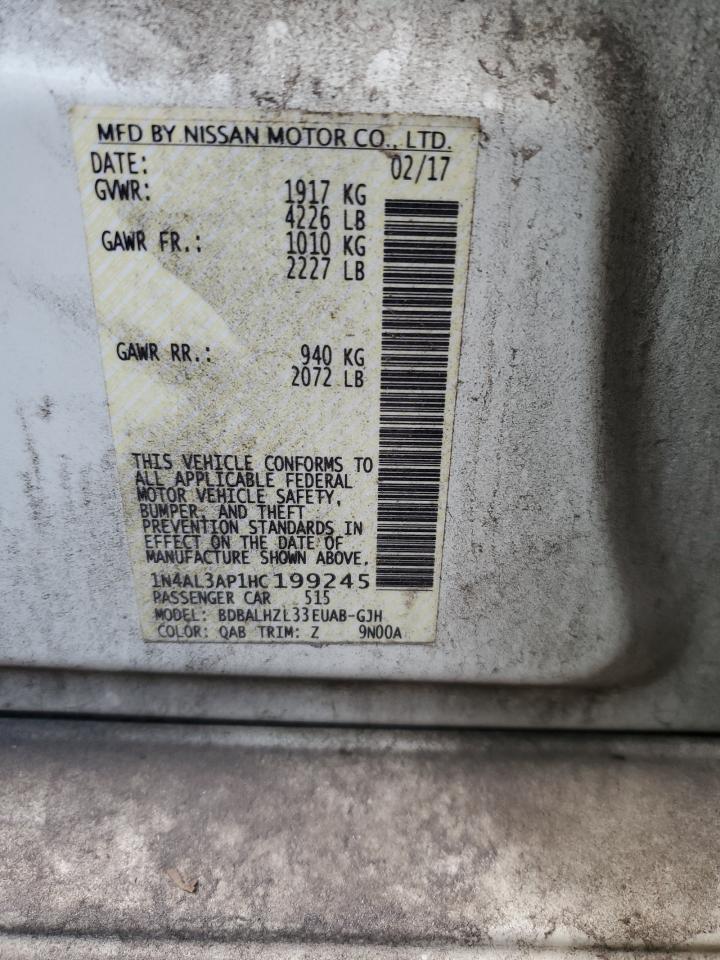 MFD BY NISSAN MOTOR CO., LTD.
DATE: 02/17
GVWR: 1917 KG
4226 LB
GAWR FR.: 1010 KG
2227 LB
GAWR RR.: 940 KG
2072 LB
THIS VEHICLE CONFORMS TO
ALL APPLICABLE FEDERAL
MOTOR VEHICLE SAFETY,
BUMPER, AND THEFT
PREVENTION STANDARDS IN
EFFECT ON THE DATE OF
MANUFACTURE SHOWN ABOVE.
1N4AL3AP1HC199245
PASSENGER CAR 515
MODEL: BDBALHZL33EUAB-GJH
COLOR: QAB TRIM: Z 9N00A